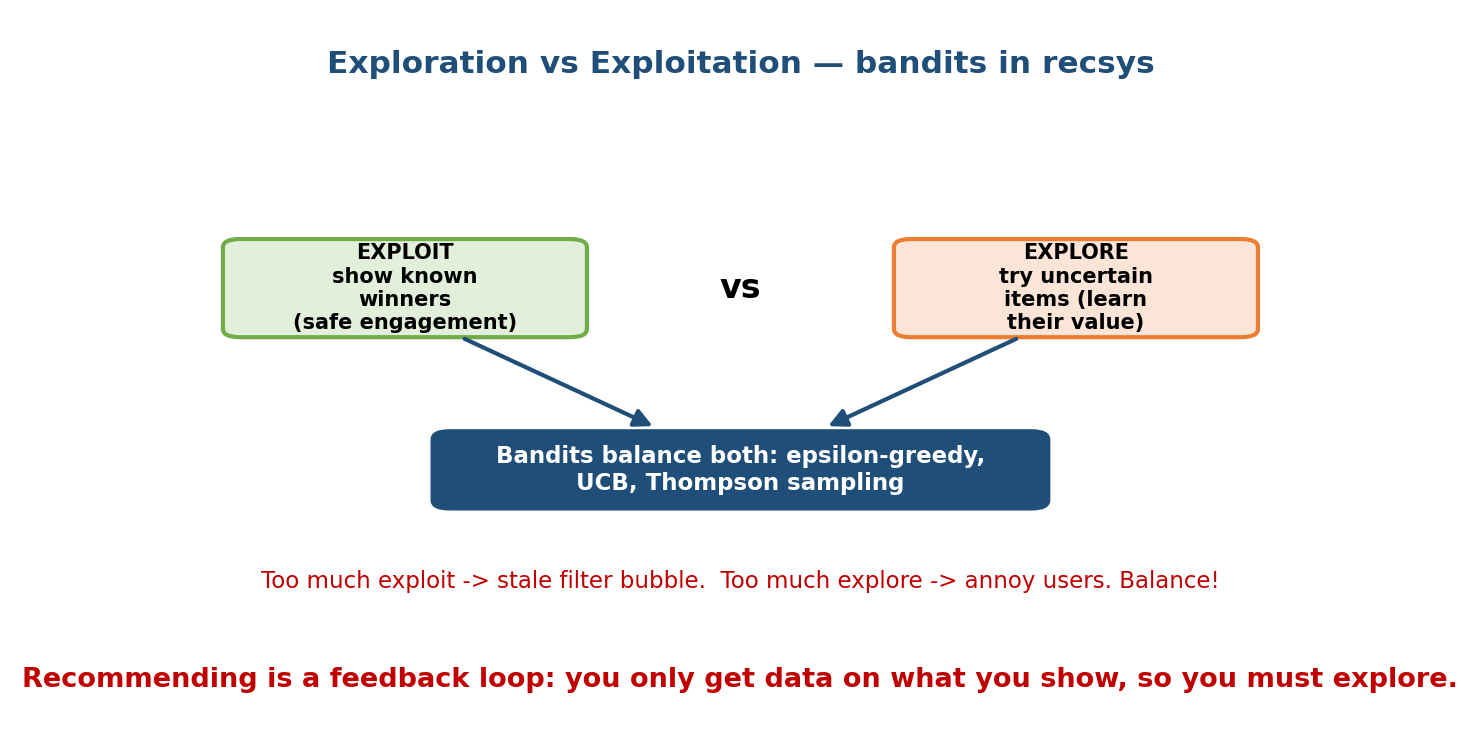 Exploration vs Exploitation — bandits in recsys
EXPLOIT
show known
winners
(safe engagement)
vs
EXPLORE
try uncertain
items (learn
their value)
Bandits balance both: epsilon-greedy,
UCB, Thompson sampling
Too much exploit -> stale filter bubble.  Too much explore -> annoy users. Balance!
Recommending is a feedback loop: you only get data on what you show, so you must explore.